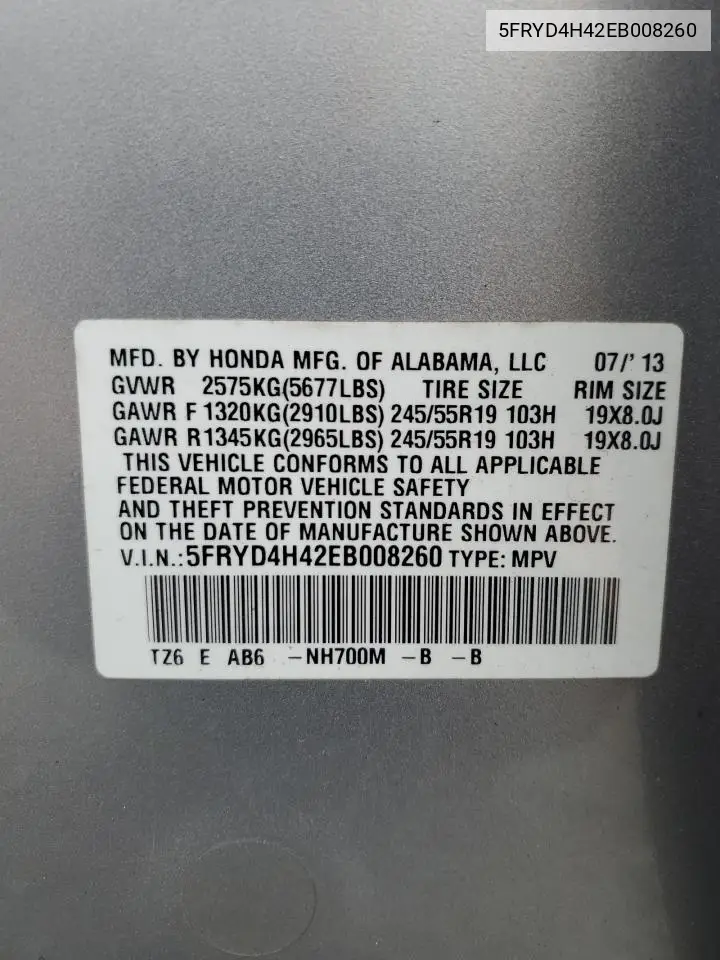 5FRYD4H42EB008260
MFD. BY HONDA MFG. OF ALABAMA, LLC 07/' 13
GVWR 2575KG(5677LBS) TIRE SIZE RIM SIZE
GAWR F 1320KG(2910LBS) 245/55R19 103H 19X8.0J
GAWR R 1345KG(2965LBS) 245/55R19 103H 19X8.0J
THIS VEHICLE CONFORMS TO ALL APPLICABLE
FEDERAL MOTOR VEHICLE SAFETY
AND THEFT PREVENTION STANDARDS IN EFFECT
ON THE DATE OF MANUFACTURE SHOWN ABOVE.
V.I.N.: 5FRYD4H42EB008260 TYPE: MPV
TZ6 E AB6 -NH700M -B -B